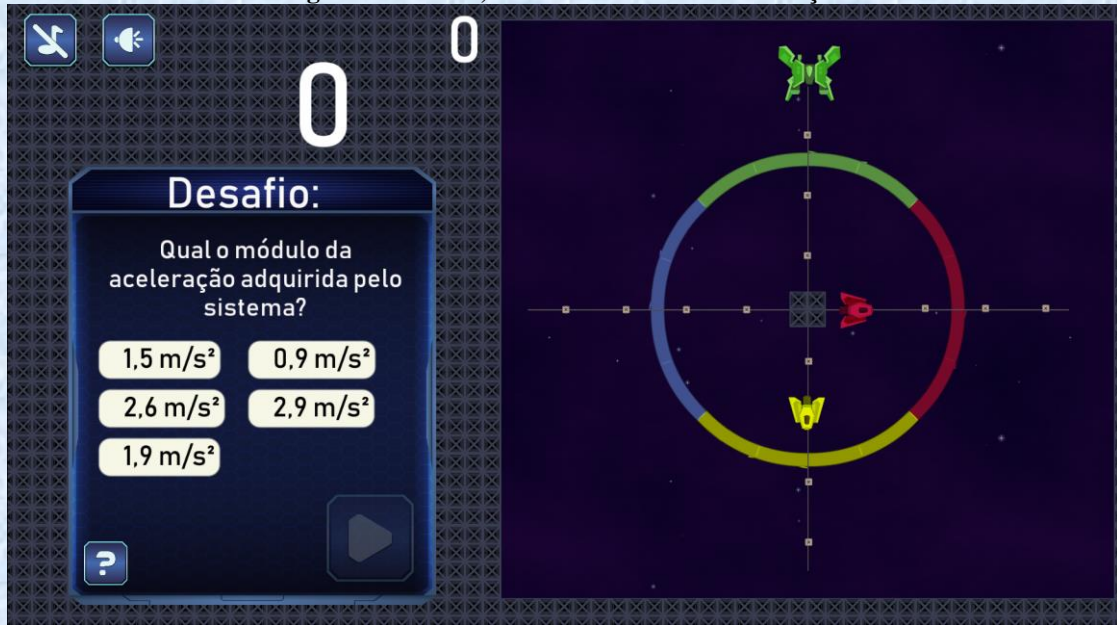 0
0
Desafio:
Qual o módulo da
aceleração adquirida pelo
sistema?
1,5 m/s² 0,9 m/s²
2,6 m/s² 2,9 m/s²
1,9 m/s²
?